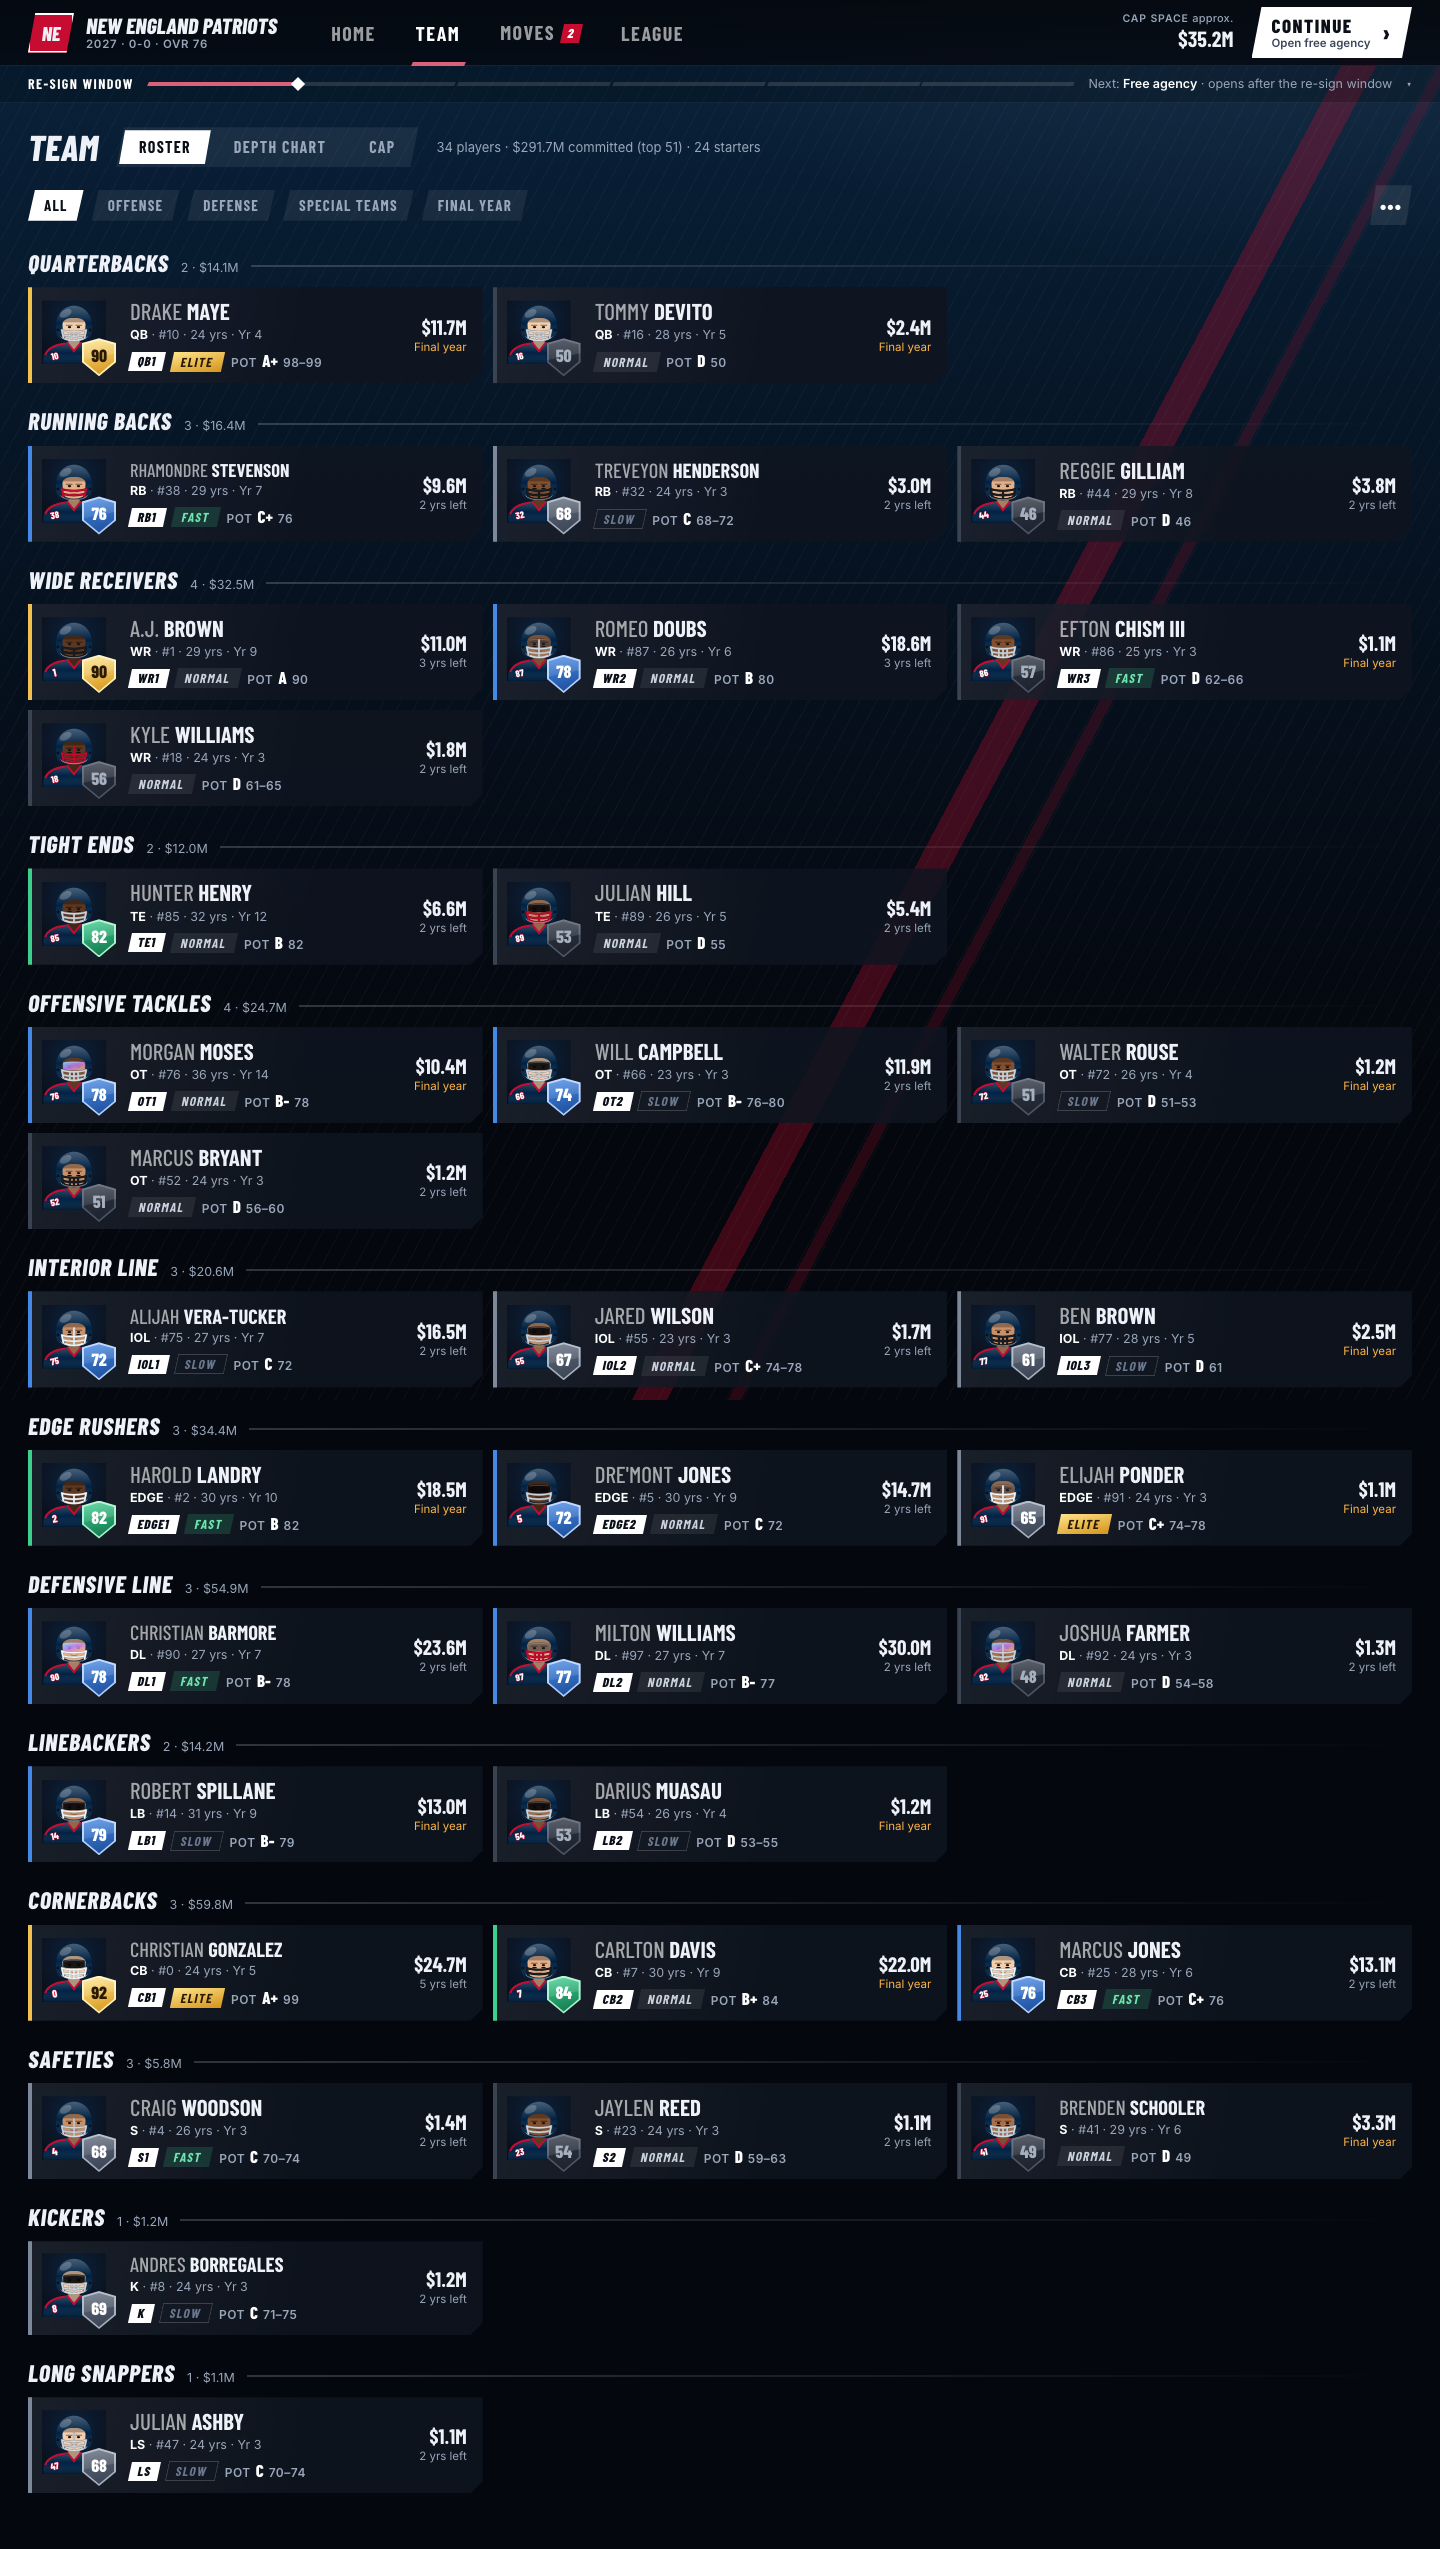 NE
NEW ENGLAND PATRIOTS
2027 · 0-0 · OVR 76
HOME
TEAM
MOVES 2
LEAGUE
CAP SPACE approx.
$35.2M
CONTINUE
Open free agency
›
RE-SIGN WINDOW
Next: Free agency · opens after the re-sign window
TEAM
ROSTER
DEPTH CHART
CAP
34 players · $291.7M committed (top 51) · 24 starters
ALL
OFFENSE
DEFENSE
SPECIAL TEAMS
FINAL YEAR
•••
QUARTERBACKS 2 · $14.1M
DRAKE MAYE
QB · #10 · 24 yrs · Yr 4
QB1 ELITE POT A+ 98–99
10
90
$11.7M
Final year
TOMMY DEVITO
QB · #16 · 28 yrs · Yr 5
NORMAL POT D 50
16
50
$2.4M
Final year
RUNNING BACKS 3 · $16.4M
RHAMONDRE STEVENSON
RB · #38 · 29 yrs · Yr 7
RB1 FAST POT C+ 76
38
76
$9.6M
2 yrs left
TREVEYON HENDERSON
RB · #32 · 24 yrs · Yr 3
SLOW POT C 68–72
32
68
$3.0M
2 yrs left
REGGIE GILLIAM
RB · #44 · 29 yrs · Yr 8
NORMAL POT D 46
44
46
$3.8M
2 yrs left
WIDE RECEIVERS 4 · $32.5M
A.J. BROWN
WR · #1 · 29 yrs · Yr 9
WR1 NORMAL POT A 90
1
90
$11.0M
3 yrs left
ROMEO DOUBS
WR · #87 · 26 yrs · Yr 6
WR2 NORMAL POT B 80
87
78
$18.6M
3 yrs left
EFTON CHISM III
WR · #86 · 25 yrs · Yr 3
WR3 FAST POT D 62–66
86
57
$1.1M
Final year
KYLE WILLIAMS
WR · #18 · 24 yrs · Yr 3
NORMAL POT D 61–65
18
56
$1.8M
2 yrs left
TIGHT ENDS 2 · $12.0M
HUNTER HENRY
TE · #85 · 32 yrs · Yr 12
TE1 NORMAL POT B 82
85
82
$6.6M
2 yrs left
JULIAN HILL
TE · #89 · 26 yrs · Yr 5
NORMAL POT D 55
89
53
$5.4M
2 yrs left
OFFENSIVE TACKLES 4 · $24.7M
MORGAN MOSES
OT · #76 · 36 yrs · Yr 14
OT1 NORMAL POT B- 78
76
78
$10.4M
Final year
WILL CAMPBELL
OT · #66 · 23 yrs · Yr 3
OT2 SLOW POT B- 76–80
66
74
$11.9M
2 yrs left
WALTER ROUSE
OT · #72 · 26 yrs · Yr 4
SLOW POT D 51–53
72
51
$1.2M
Final year
MARCUS BRYANT
OT · #52 · 24 yrs · Yr 3
NORMAL POT D 56–60
52
51
$1.2M
2 yrs left
INTERIOR LINE 3 · $20.6M
ALIJAH VERA-TUCKER
IOL · #75 · 27 yrs · Yr 7
IOL1 SLOW POT C 72
75
72
$16.5M
2 yrs left
JARED WILSON
IOL · #55 · 23 yrs · Yr 3
IOL2 NORMAL POT C+ 74–78
55
67
$1.7M
2 yrs left
BEN BROWN
IOL · #77 · 28 yrs · Yr 5
IOL3 SLOW POT D 61
77
61
$2.5M
Final year
EDGE RUSHERS 3 · $34.4M
HAROLD LANDRY
EDGE · #2 · 30 yrs · Yr 10
EDGE1 FAST POT B 82
2
82
$18.5M
Final year
DRE'MONT JONES
EDGE · #5 · 30 yrs · Yr 9
EDGE2 NORMAL POT C 72
5
72
$14.7M
2 yrs left
ELIJAH PONDER
EDGE · #91 · 24 yrs · Yr 3
ELITE POT C+ 74–78
91
65
$1.1M
Final year
DEFENSIVE LINE 3 · $54.9M
CHRISTIAN BARMORE
DL · #90 · 27 yrs · Yr 7
DL1 FAST POT B- 78
90
78
$23.6M
2 yrs left
MILTON WILLIAMS
DL · #97 · 27 yrs · Yr 7
DL2 NORMAL POT B- 77
97
77
$30.0M
2 yrs left
JOSHUA FARMER
DL · #92 · 24 yrs · Yr 3
NORMAL POT D 54–58
92
48
$1.3M
2 yrs left
LINEBACKERS 2 · $14.2M
ROBERT SPILLANE
LB · #14 · 31 yrs · Yr 9
LB1 SLOW POT B- 79
14
79
$13.0M
Final year
DARIUS MUASAU
LB · #54 · 26 yrs · Yr 4
LB2 SLOW POT D 53–55
54
53
$1.2M
Final year
CORNERBACKS 3 · $59.8M
CHRISTIAN GONZALEZ
CB · #0 · 24 yrs · Yr 5
CB1 ELITE POT A+ 99
0
92
$24.7M
5 yrs left
CARLTON DAVIS
CB · #7 · 30 yrs · Yr 9
CB2 NORMAL POT B+ 84
7
84
$22.0M
Final year
MARCUS JONES
CB · #25 · 28 yrs · Yr 6
CB3 FAST POT C+ 76
25
76
$13.1M
2 yrs left
SAFETIES 3 · $5.8M
CRAIG WOODSON
S · #4 · 26 yrs · Yr 3
S1 FAST POT C 70–74
4
68
$1.4M
2 yrs left
JAYLEN REED
S · #23 · 24 yrs · Yr 3
S2 NORMAL POT D 59–63
23
54
$1.1M
2 yrs left
BRENDEN SCHOOLER
S · #41 · 29 yrs · Yr 6
NORMAL POT D 49
41
49
$3.3M
Final year
KICKERS 1 · $1.2M
ANDRES BORREGALES
K · #8 · 24 yrs · Yr 3
K SLOW POT C 71–75
8
69
$1.2M
2 yrs left
LONG SNAPPERS 1 · $1.1M
JULIAN ASHBY
LS · #47 · 24 yrs · Yr 3
LS SLOW POT C 70–74
47
68
$1.1M
2 yrs left